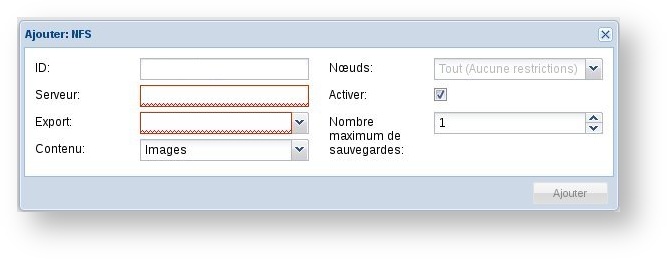 Ajouter: NFS
ID:
Serveur:
Export:
Contenu: Images
Nœuds: Tout (Aucune restrictions)
Activer:
Nombre
maximum de
sauvegardes: 1
Ajouter